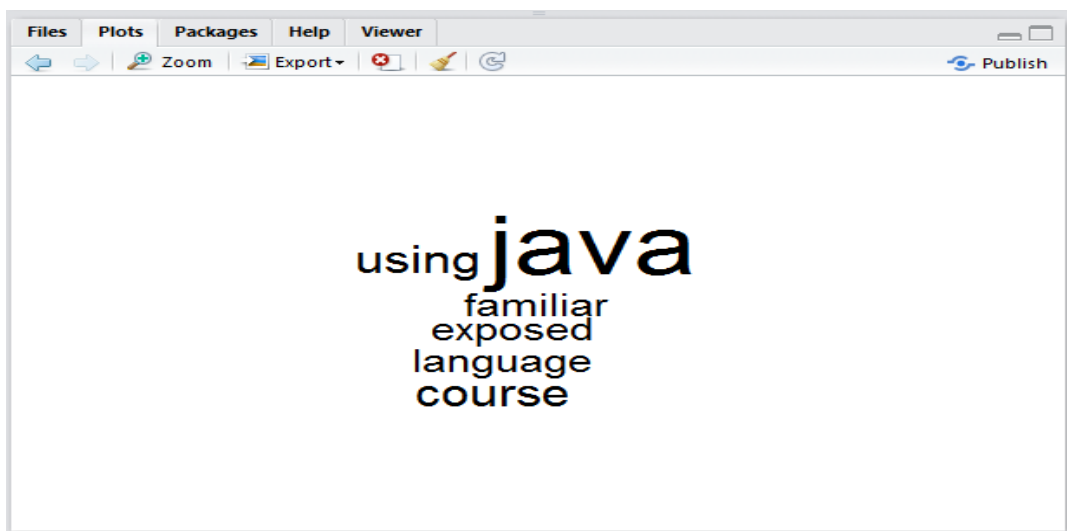 Files Plots Packages Help Viewer
Zoom Export Publish
using java
familiar
exposed
language
course